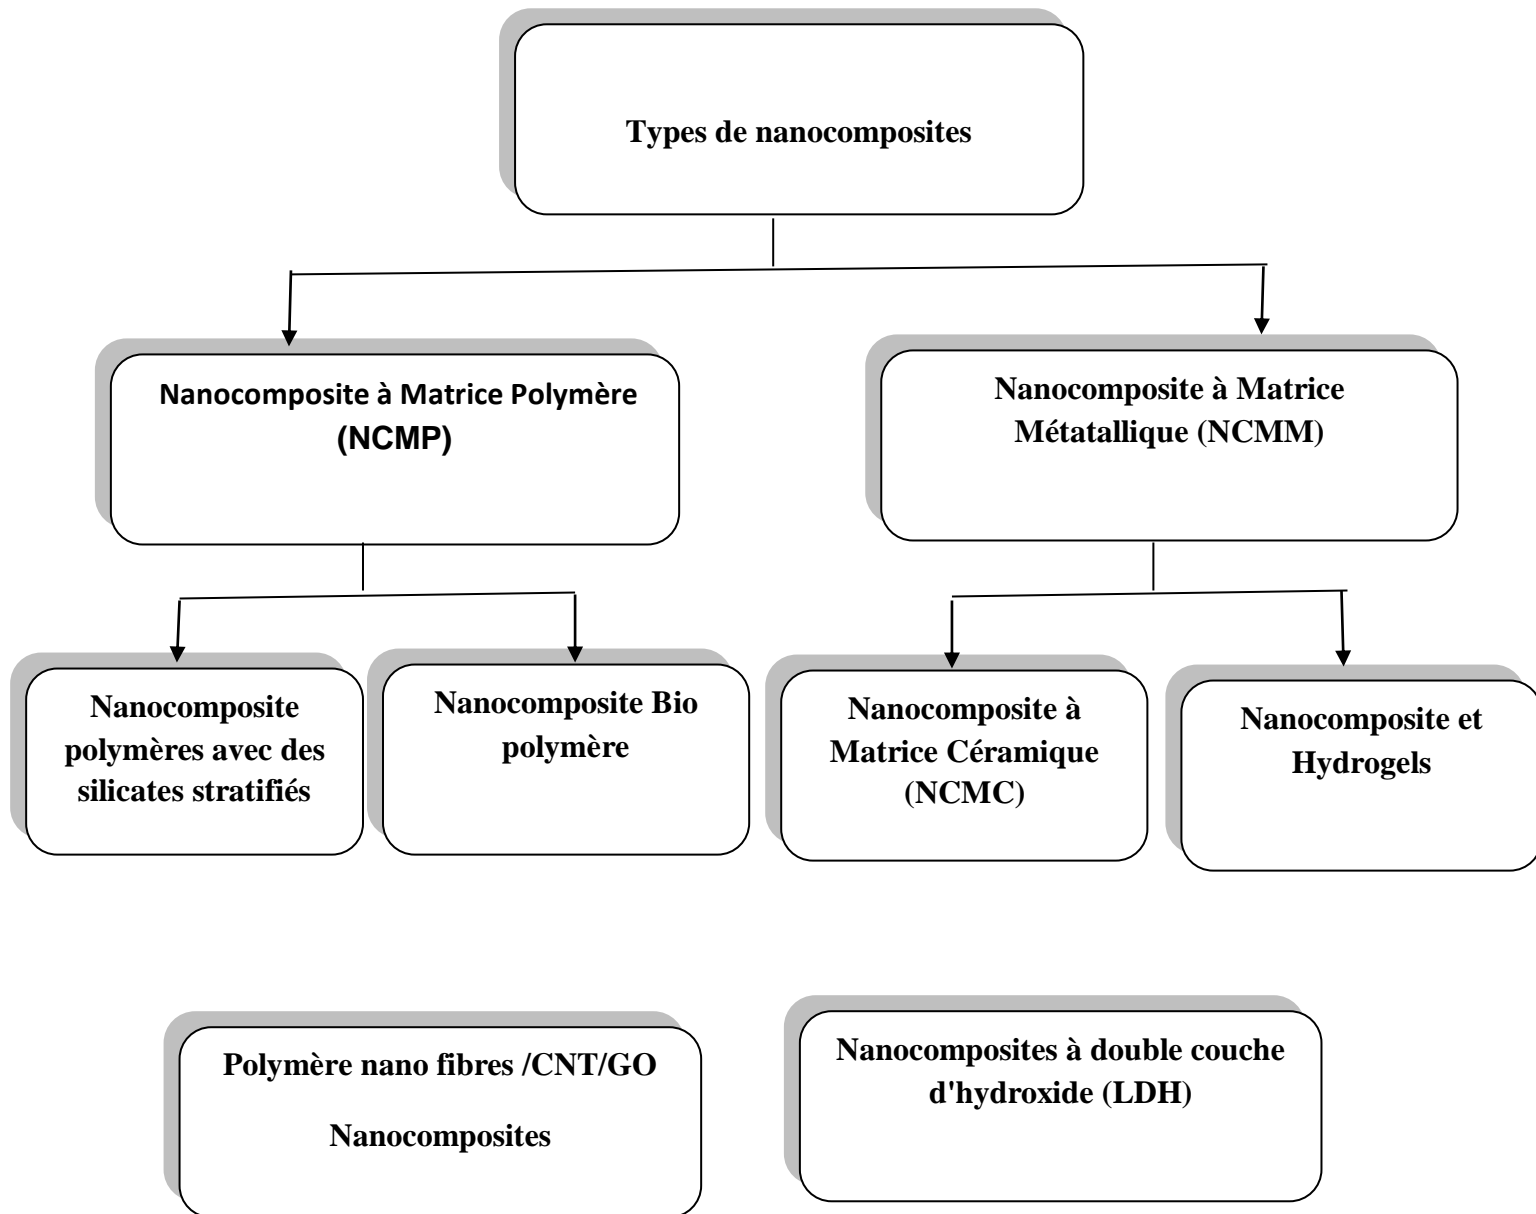 Types de nanocomposites
Nanocomposite à Matrice Polymère
(NCMP)
Nanocomposite à Matrice
Métatallique (NCMM)
Nanocomposite
polymères avec des
silicates stratifiés
Nanocomposite Bio
polymère
Nanocomposite à
Matrice Céramique
(NCMC)
Nanocomposite et
Hydrogels
Polymère nano fibres /CNT/GO
Nanocomposites
Nanocomposites à double couche
d'hydroxide (LDH)